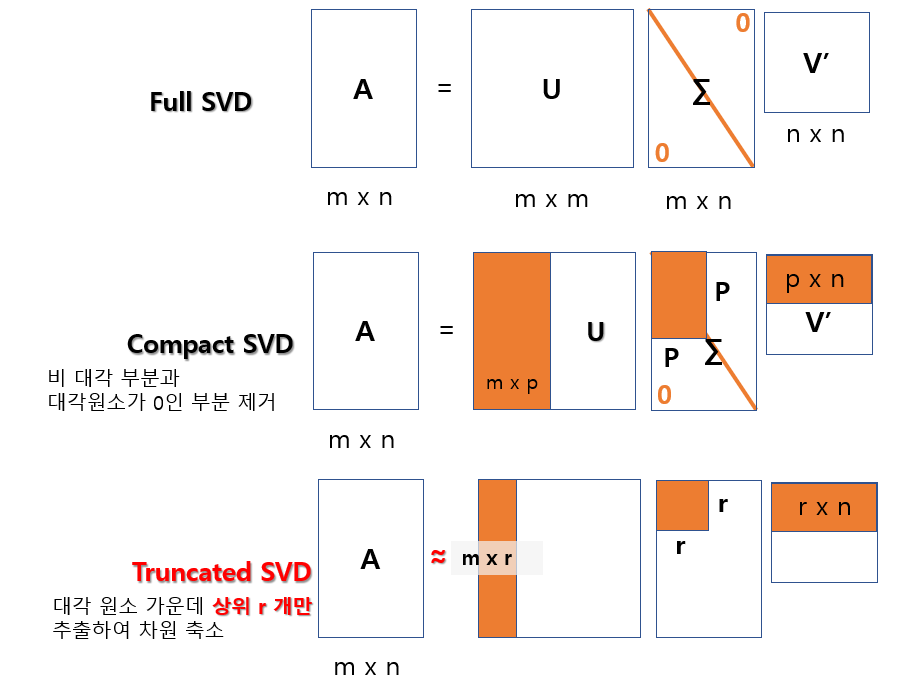 Full SVD
A
=
U
0
Σ
0
V’
m x n
m x m
m x n
n x n
Compact SVD
비 대각 부분과
대각원소가 0인 부분 제거
A
=
m x p
U
P
P
Σ
0
p x n
V’
m x n
Truncated SVD
대각 원소 가운데 상위 r 개만
추출하여 차원 축소
A
≈
m x r
r
r
r x n
m x n